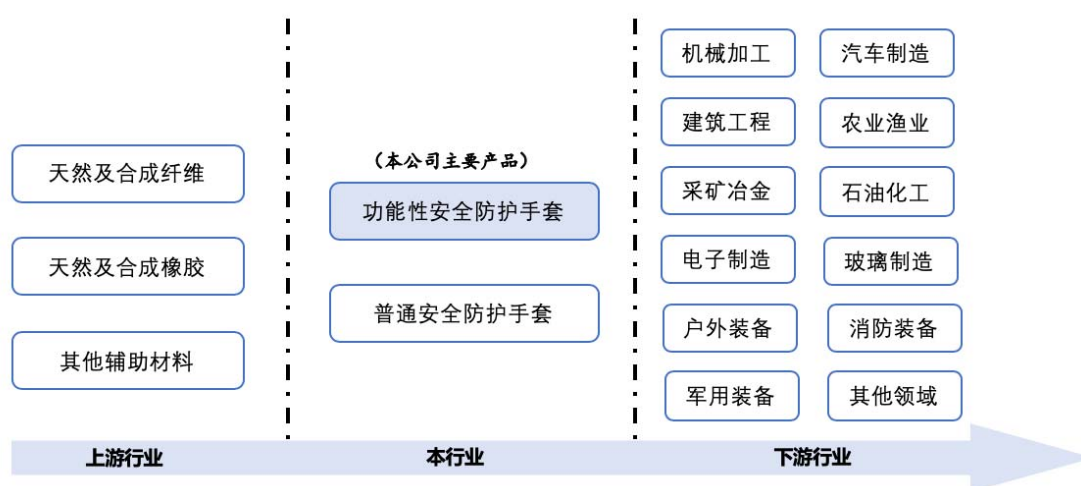 机械加工
汽车制造
建筑工程
农业渔业
天然及合成纤维
（本公司主要产品）
采矿冶金
石油化工
功能性安全防护手套
天然及合成橡胶
电子制造
玻璃制造
普通安全防护手套
户外装备
消防装备
其他辅助材料
军用装备
其他领域
上游行业
本行业
下游行业